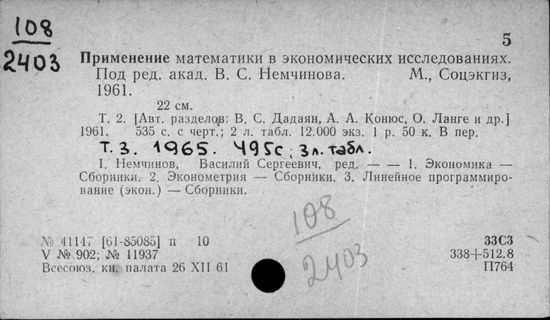 108
2403
5
Применение математики в экономических исследованиях.
Под ред. акад. В. С. Немчинова. М., Соцэкгиз,
1961.
22 см.
Т. 2. [Авт. разделов: В. С. Дадаян, А. А. Конюс, О. Ланге и др.]
1961. 535 с. с черт.; 2 л. табл. 12.000 экз. 1 р. 50 к. В пер.
Т. 3. 1965. 495с; 3л. табл.
I. Немчинов, Василий Сергеевич, ред. — — 1. Экономика —
Сборники. 2. Эконометрия — Сборники. 3. Линейное программиро-
вание (экон.) — Сборники.
108
2403
№ 41147 [61-85085] п 10 33С3
V № 902; № 11937 338+512.8
Всесоюз. кн. палата 26 XII 61 П764